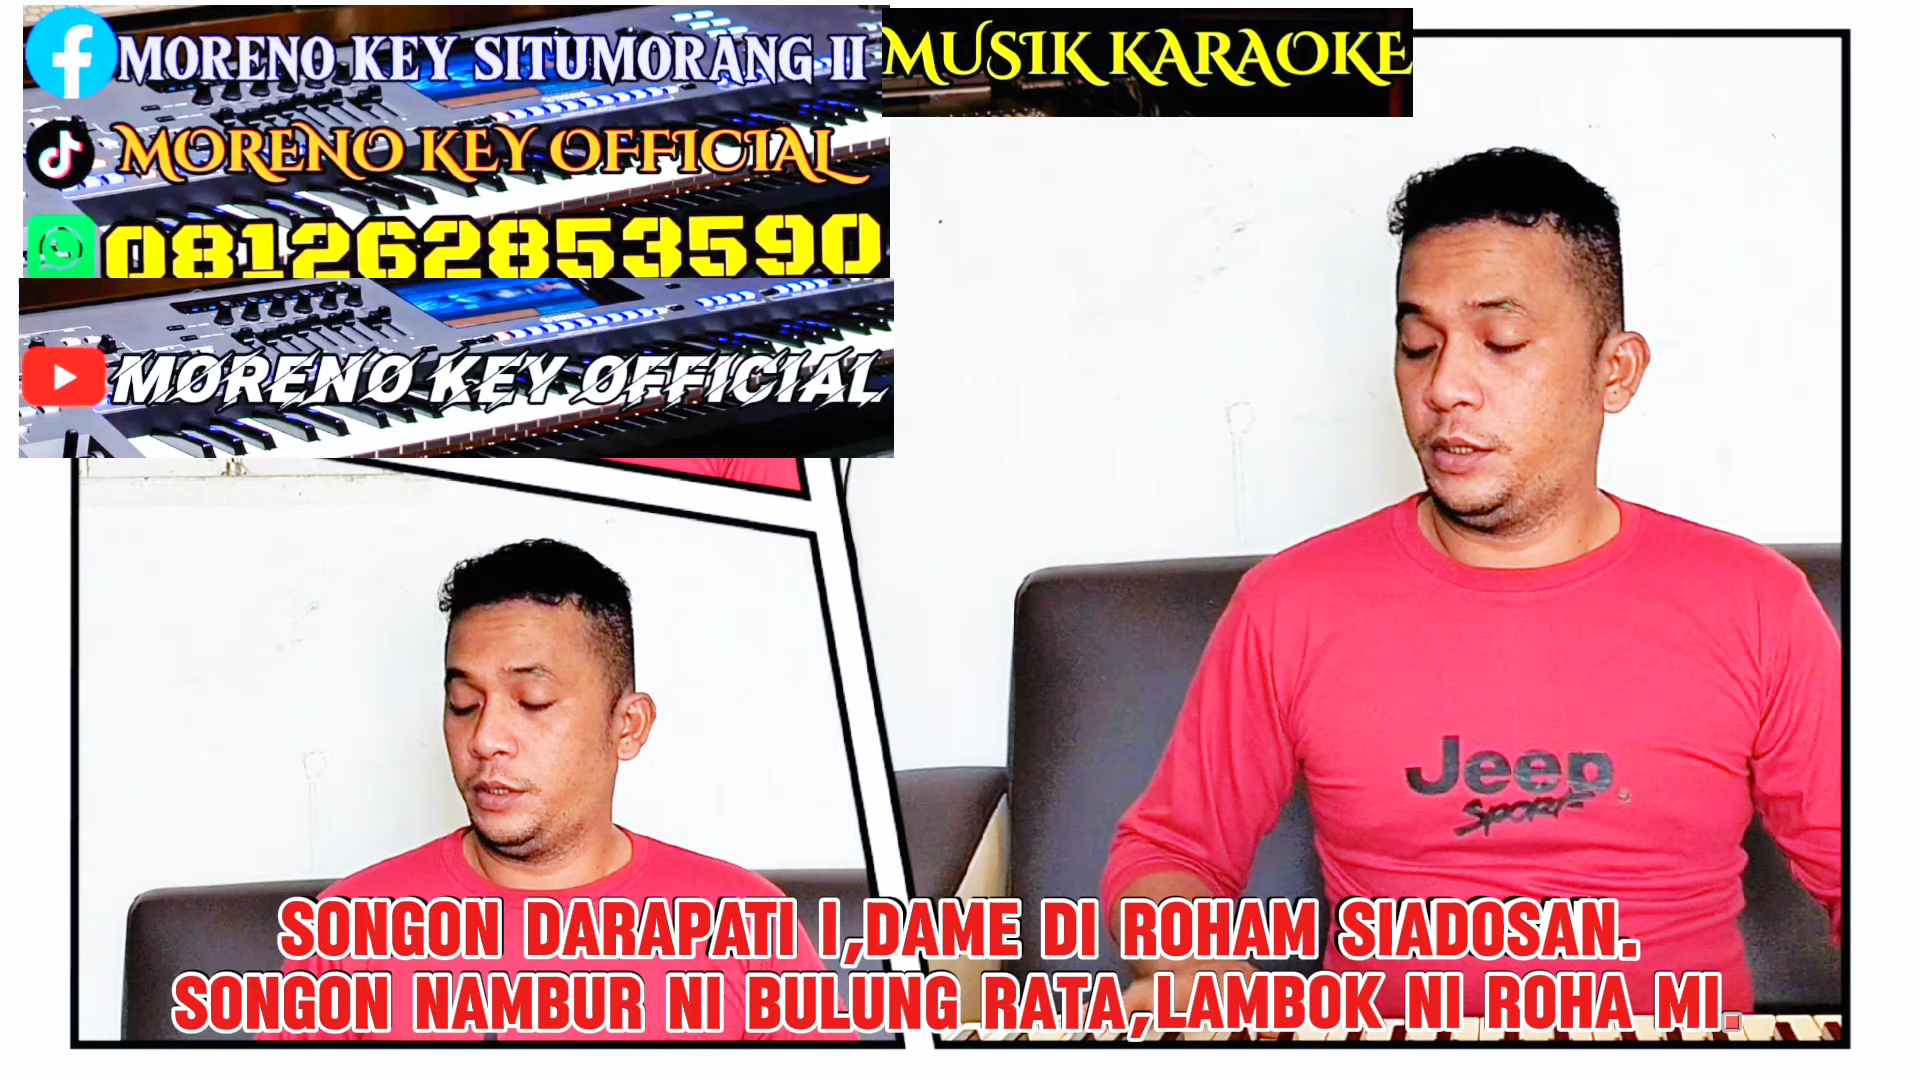 MORENO KEY SITUMORANG II
MUSIK KARAOKE
MORENO KEY OFFICIAL
081262853590
MORENO KEY OFFICIAL
Jeep
SPORT
SONGON DARAPATI I,DAME DI ROHAM SIADOSAN.
SONGON NAMBUR NI BULUNG RATA,LAMBOK NI ROHA MI.